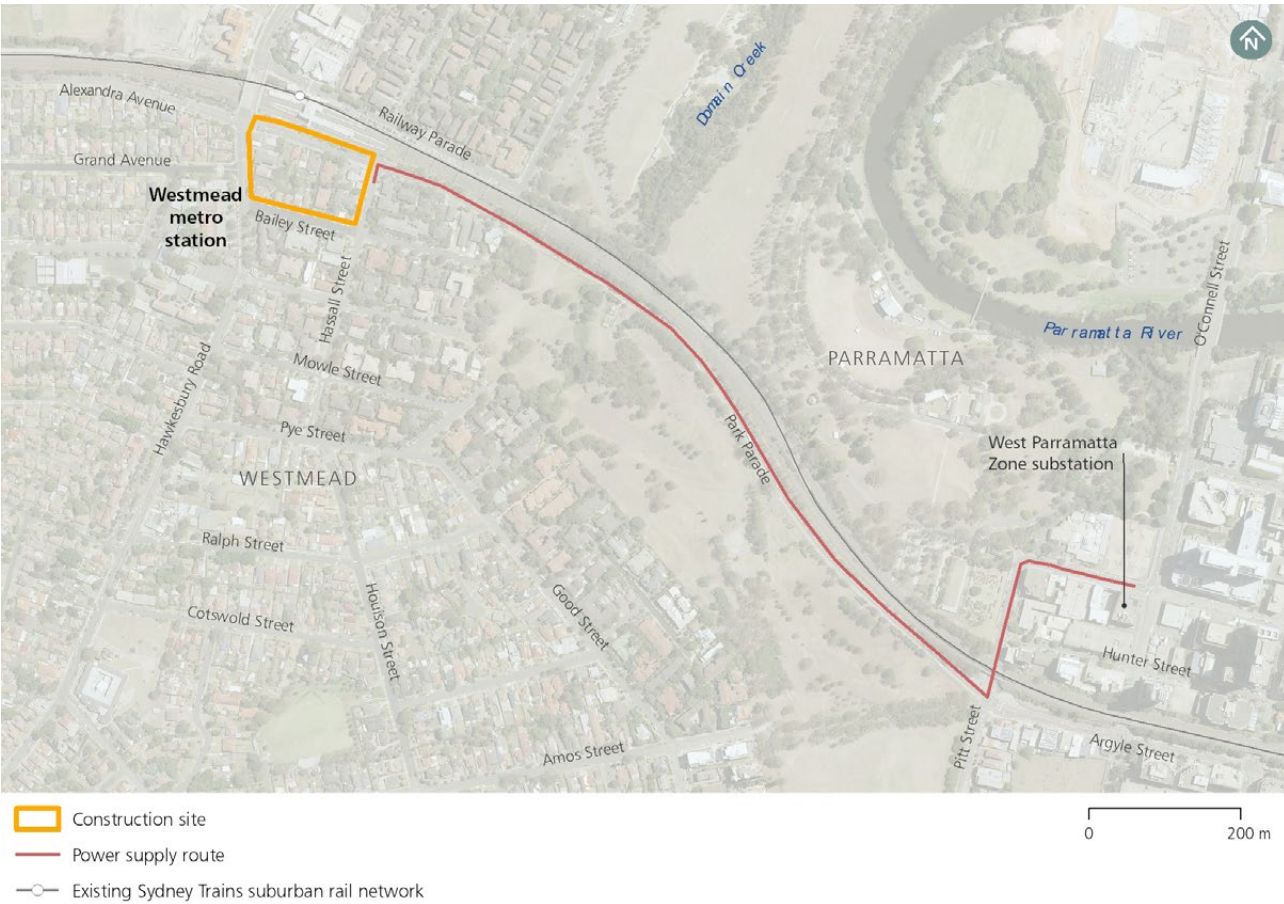 N
Domain Creek
Alexandra Avenue
Railway Parade
Grand Avenue
Westmead
metro
station
Bailey Street
Hassall Street
O'Connell Street
Parramatta River
PARRAMATTA
Mowle Street
Hawkesbury Road
Pye Street
Park Parade
West Parramatta
Zone substation
WESTMEAD
Ralph Street
Houison Street
Good Street
Cotswold Street
Hunter Street
Pitt Street
Amos Street
Argyle Street
Construction site
0 200 m
Power supply route
Existing Sydney Trains suburban rail network